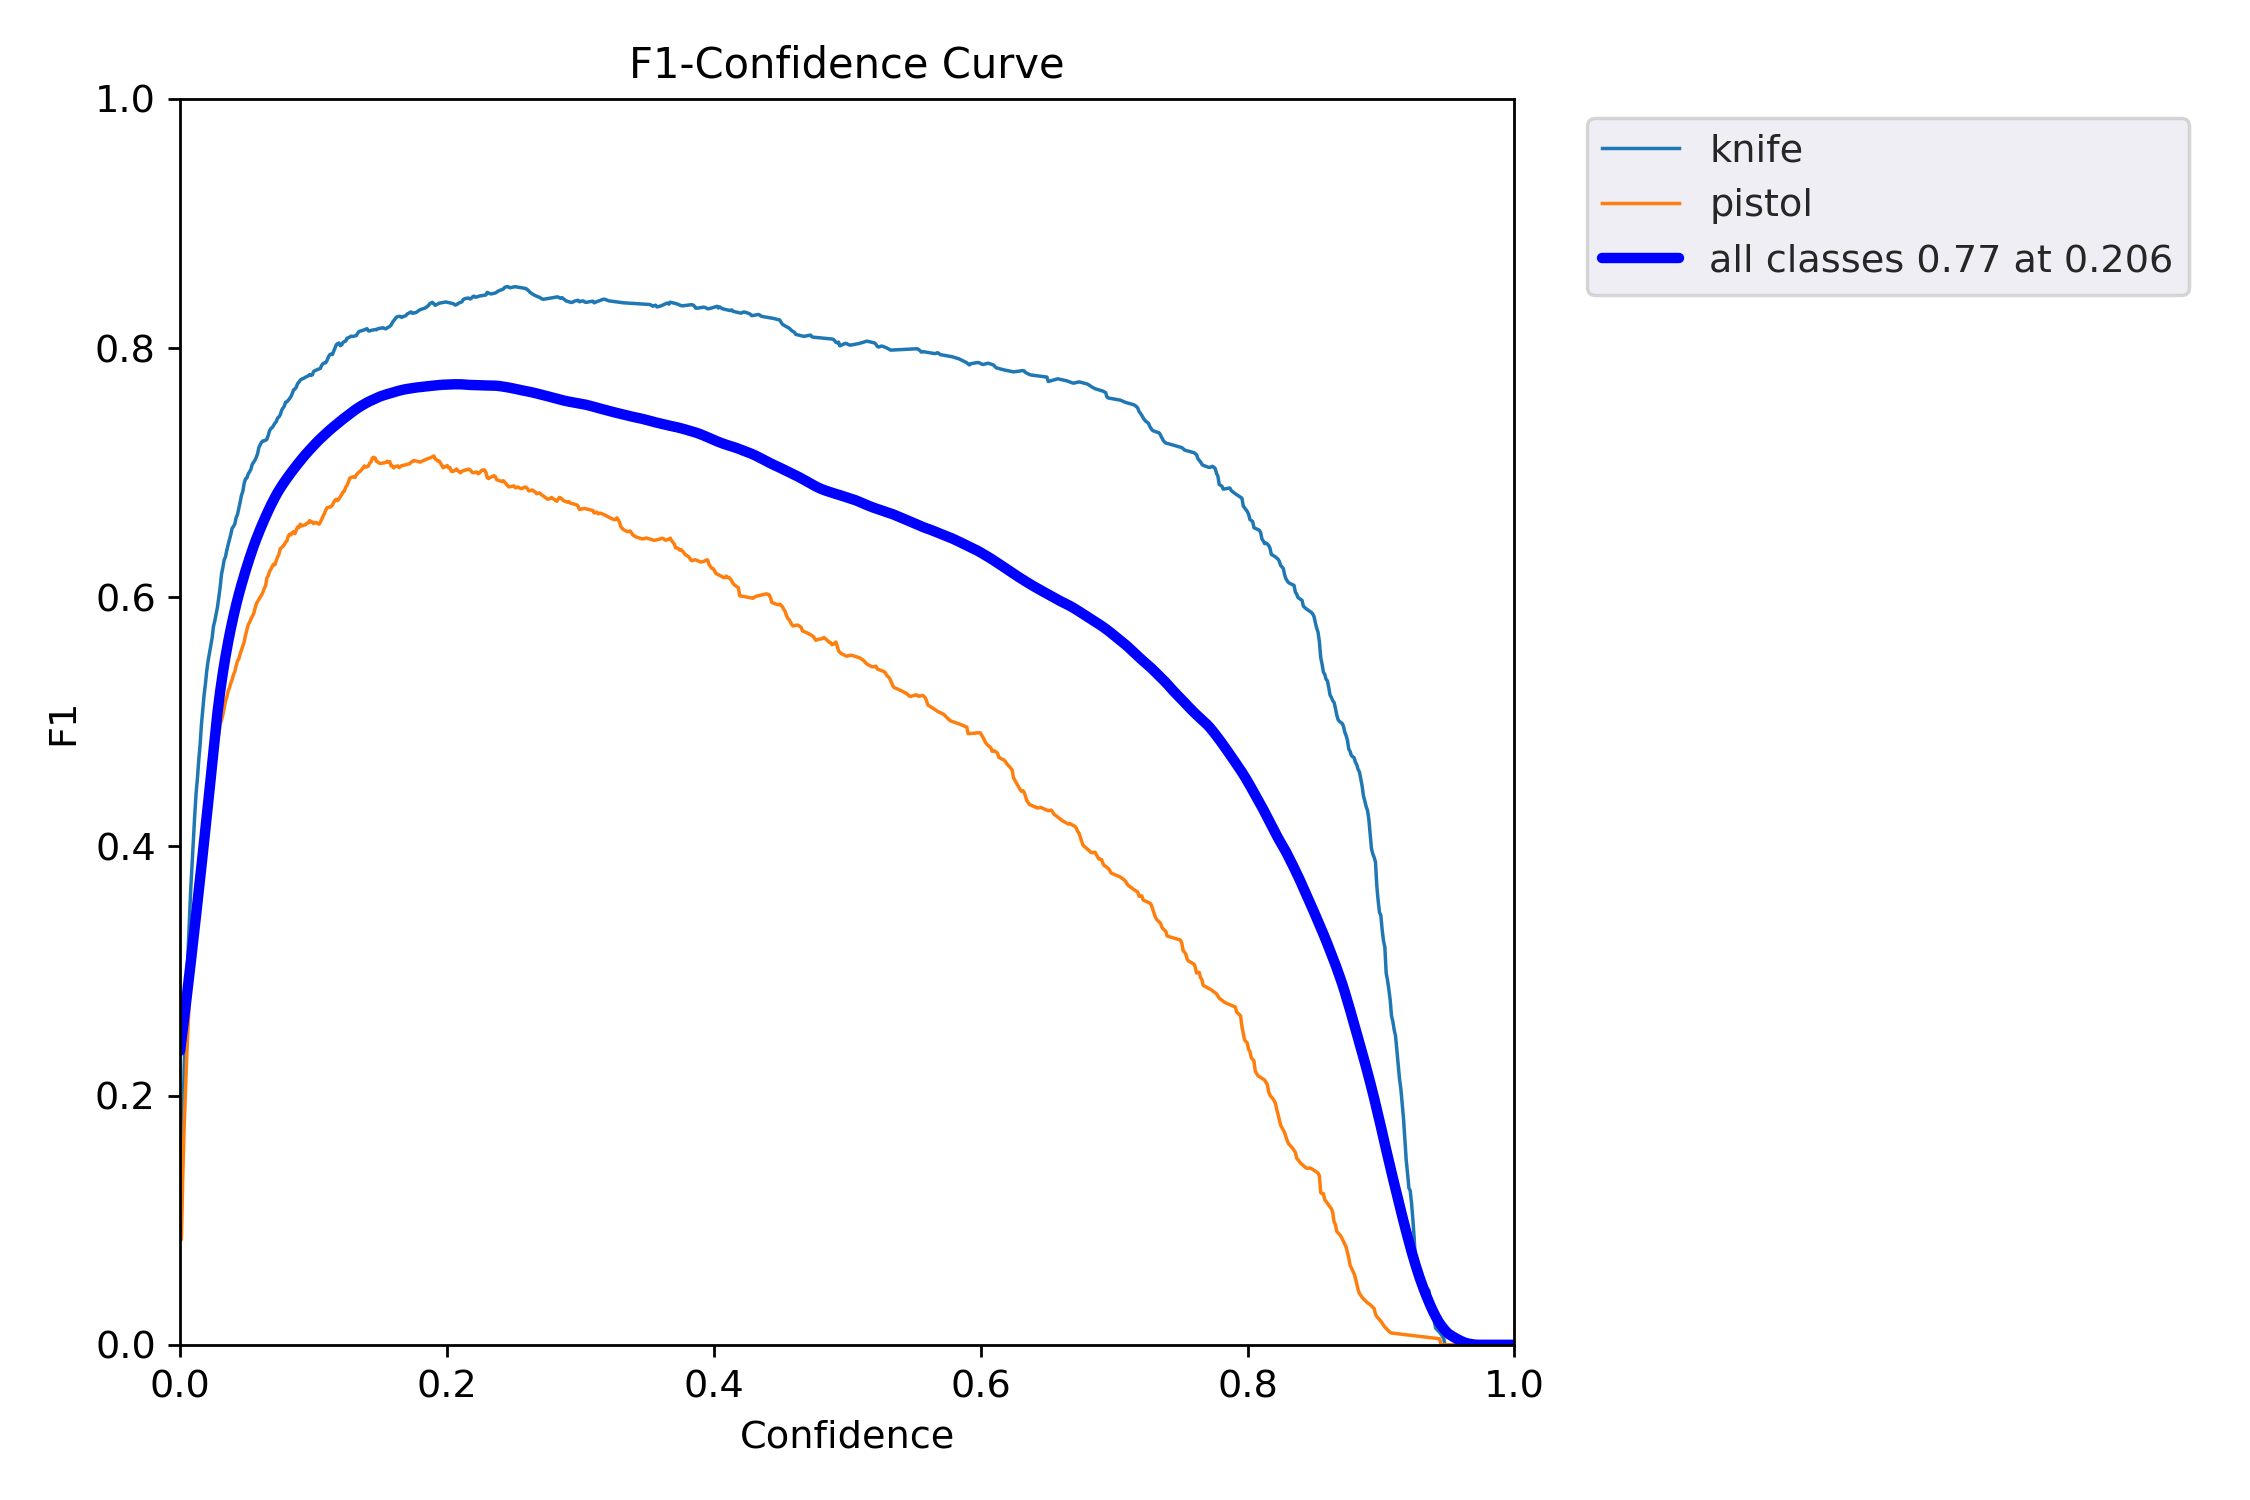 F1-Confidence Curve
1.0
0.8
0.6
0.4
0.2
0.0
F1
0.0 0.2 0.4 0.6 0.8 1.0
Confidence
knife
pistol
all classes 0.77 at 0.206